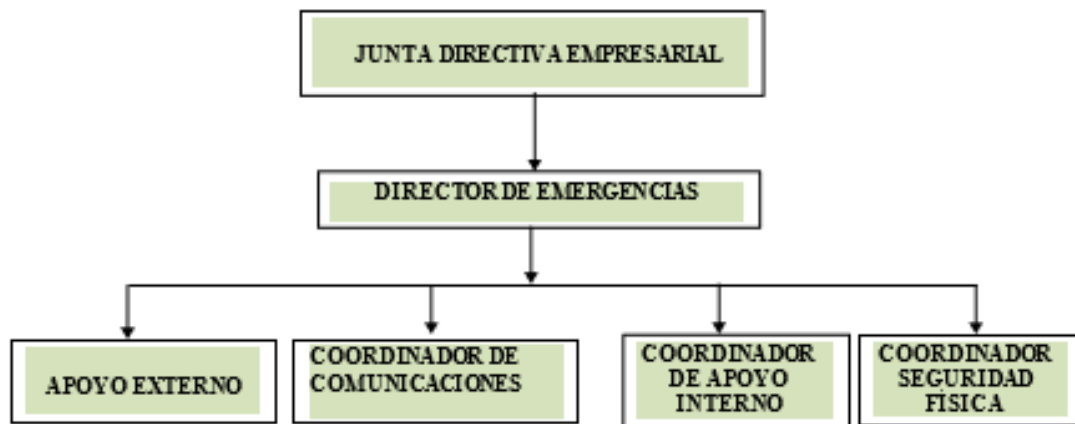 JUNTA DIRECTIVA EMPRESARIAL
DIRECTOR DE EMERGENCIAS
APOYO EXTERNO
COORDINADOR DE
COMUNICACIONES
COORDINADOR
DE APOYO
INTERNO
COORDINADOR
SEGURIDAD
FÍSICA